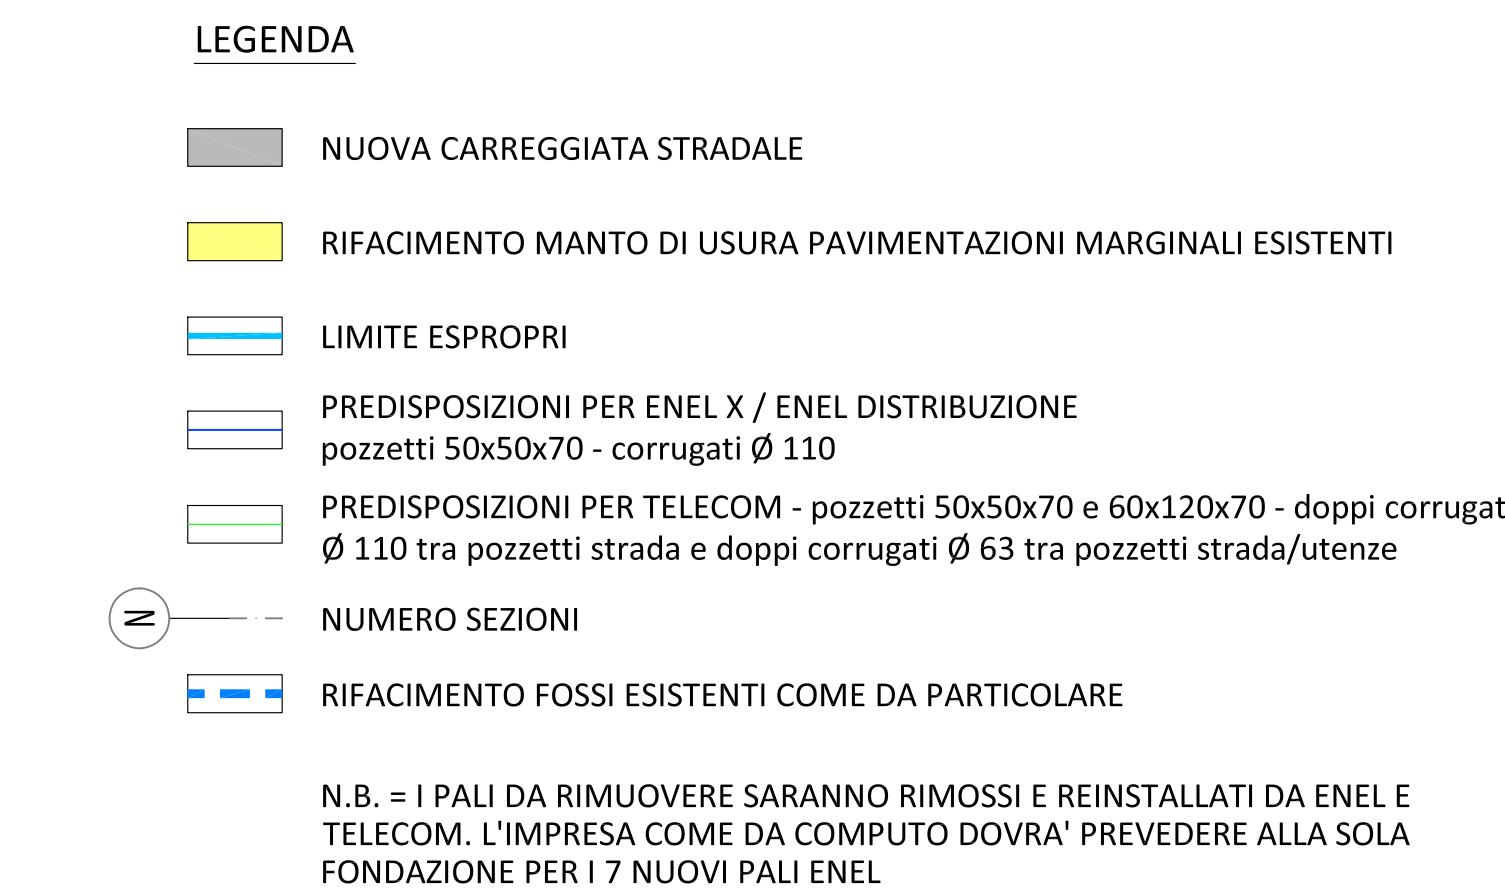 LEGENDA
NUOVA CARREGGIATA STRADALE
RIFACIMENTO MANTO DI USURA PAVIMENTAZIONI MARGINALI ESISTENTI
LIMITE ESPROPRI
PREDISPOSIZIONI PER ENEL X / ENEL DISTRIBUZIONE
pozzetti 50x50x70 - corrugati Ø 110
PREDISPOSIZIONI PER TELECOM - pozzetti 50x50x70 e 60x120x70 - doppi corrugat
Ø 110 tra pozzetti strada e doppi corrugati Ø 63 tra pozzetti strada/utenze
N NUMERO SEZIONI
RIFACIMENTO FOSSI ESISTENTI COME DA PARTICOLARE
N.B. = I PALI DA RIMUOVERE SARANNO RIMOSSI E REINSTALLATI DA ENEL E
TELECOM. L'IMPRESA COME DA COMPUTO DOVRA' PREVEDERE ALLA SOLA
FONDAZIONE PER I 7 NUOVI PALI ENEL